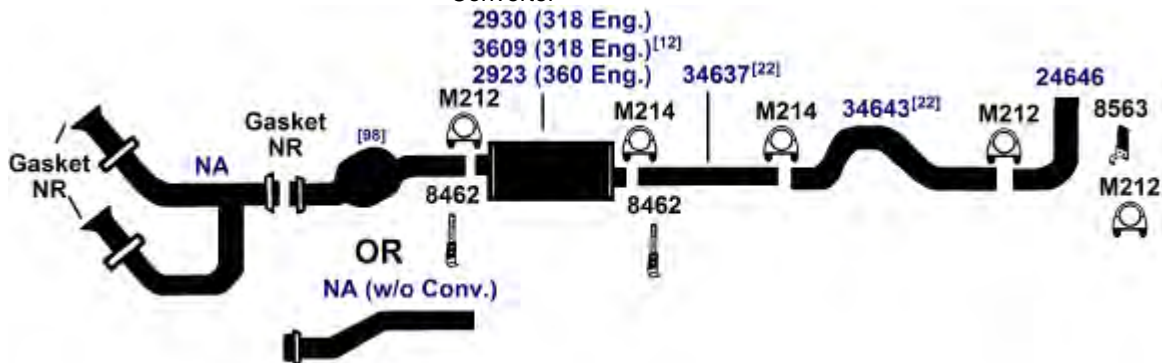 Converter
2930 (318 Eng.)
3609 (318 Eng.)[12]
2923 (360 Eng.)
34637[22]
24646
M212
M214
M214
34643[22]
M212
8563
Gasket
NR
[98]
Gasket
NR
NA
8462
8462
M212
OR
NA (w/o Conv.)